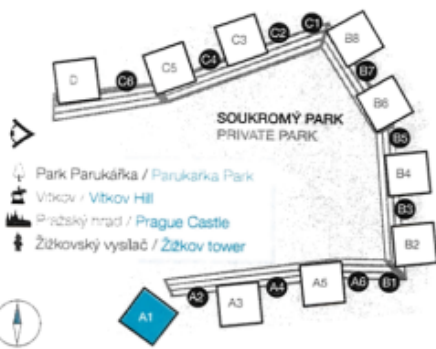 D
C6
C5
C4
C3
C2
C1
B8
B7
B6
B5
B4
B3
B2
B1
SOUKROMÝ PARK
PRIVATE PARK
Park Parukářka / Parukarka Park
Vítkov / Vítkov Hill
Pražský hrad / Prague Castle
Žižkovský vysílač / Žižkov tower
A1
A2
A3
A4
A5
A6